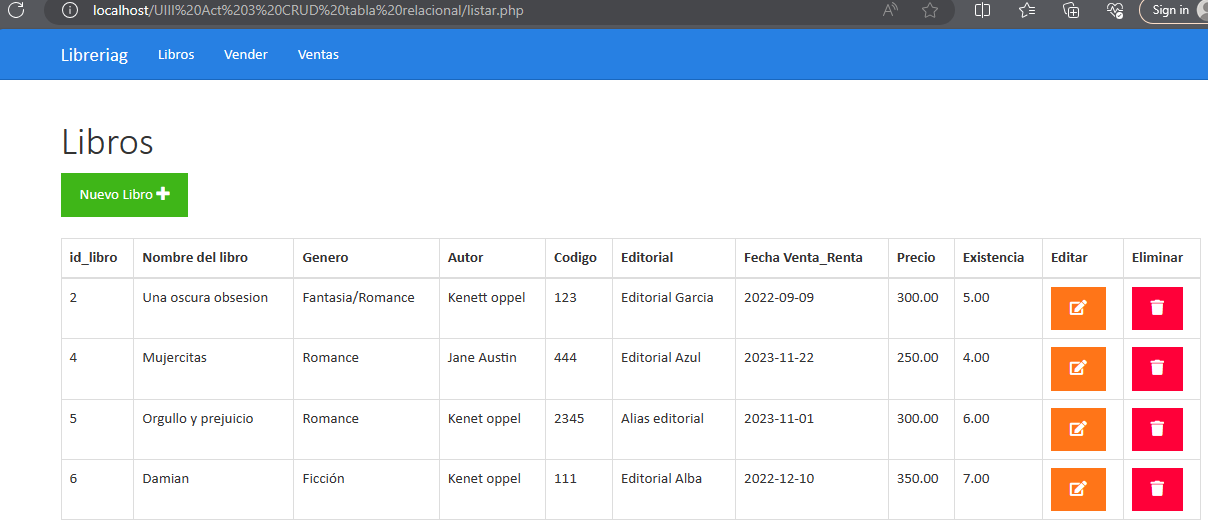 localhost/UIII%20Act%203%20CRUD%20tabla%20relacional/listar.php
Sign in
Libreriag Libros Vender Ventas
Libros
Nuevo Libro
id_libro Nombre del libro Genero Autor Codigo Editorial Fecha Venta_Renta Precio Existencia Editar Eliminar
2 Una oscura obsesion Fantasia/Romance Kenett oppel 123 Editorial Garcia 2022-09-09 300.00 5.00
4 Mujercitas Romance Jane Austin 444 Editorial Azul 2023-11-22 250.00 4.00
5 Orgullo y prejuicio Romance Kenet oppel 2345 Alias editorial 2023-11-01 300.00 6.00
6 Damian Ficción Kenet oppel 111 Editorial Alba 2022-12-10 350.00 7.00